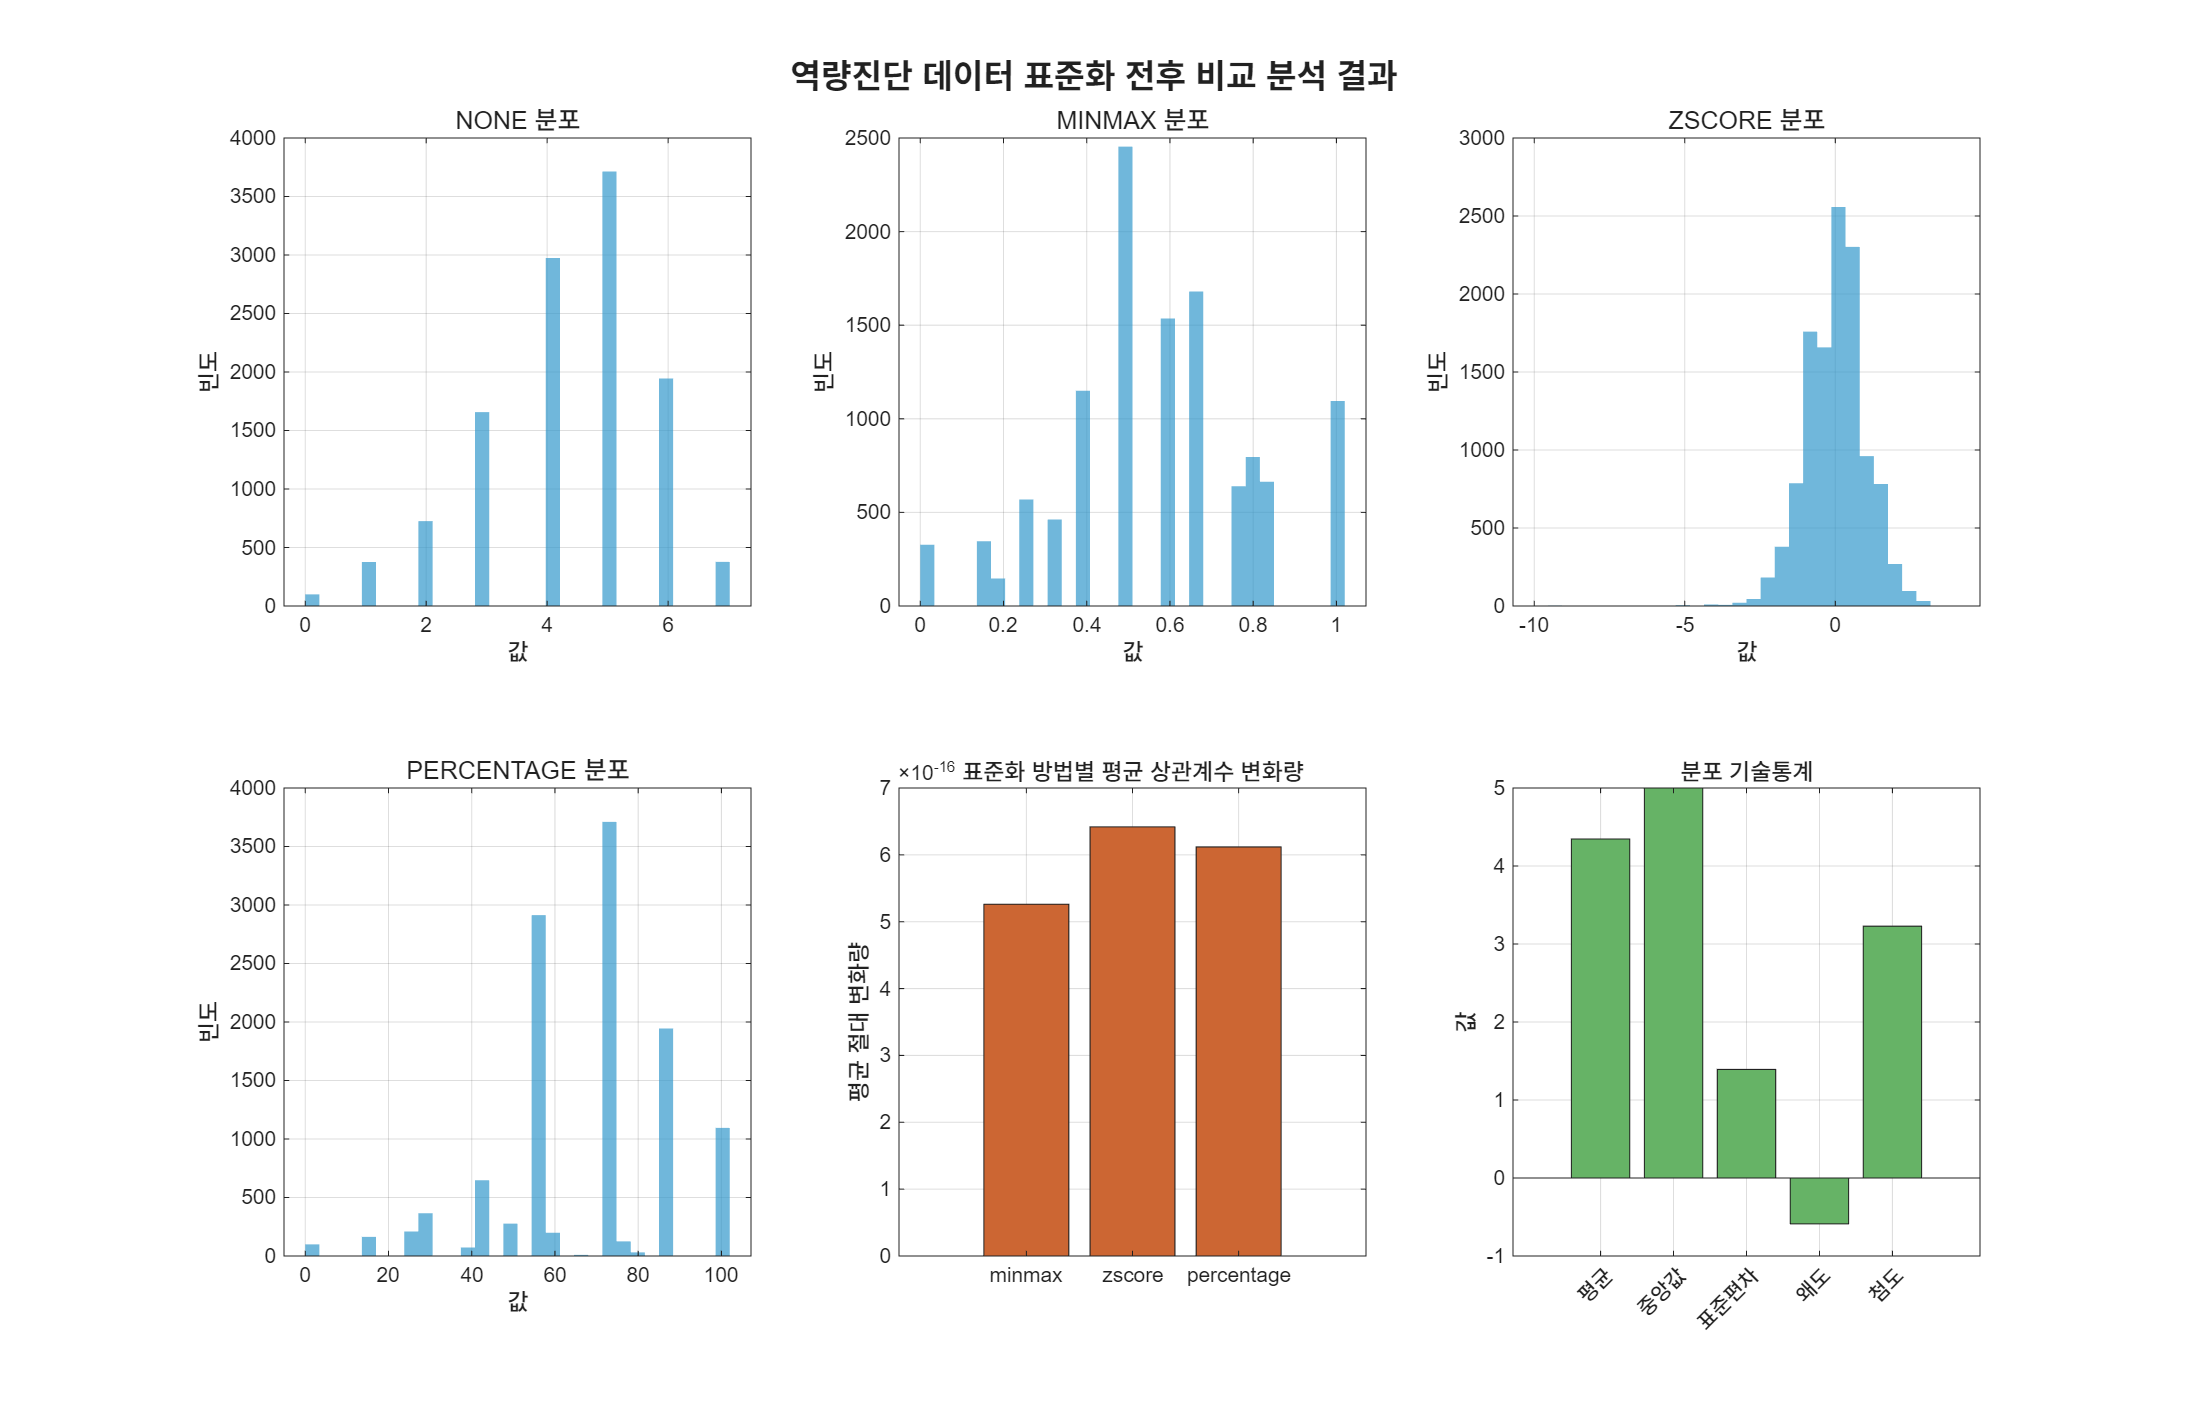 역량진단 데이터 표준화 전후 비교 분석 결과
NONE 분포
4000
3500
3000
2500
2000
1500
1000
500
0
빈도
0 2 4 6
값
MINMAX 분포
2500
2000
1500
1000
500
0
빈도
0 0.2 0.4 0.6 0.8 1
값
ZSCORE 분포
3000
2500
2000
1500
1000
500
0
빈도
-10 -5 0
값
PERCENTAGE 분포
4000
3500
3000
2500
2000
1500
1000
500
0
빈도
0 20 40 60 80 100
값
×10⁻¹⁶ 표준화 방법별 평균 상관계수 변화량
7
6
5
4
3
2
1
0
평균 절대 변화량
minmax zscore percentage
분포 기술통계
5
4
3
2
1
0
-1
값
평균 중앙값 표준편차 왜도 첨도